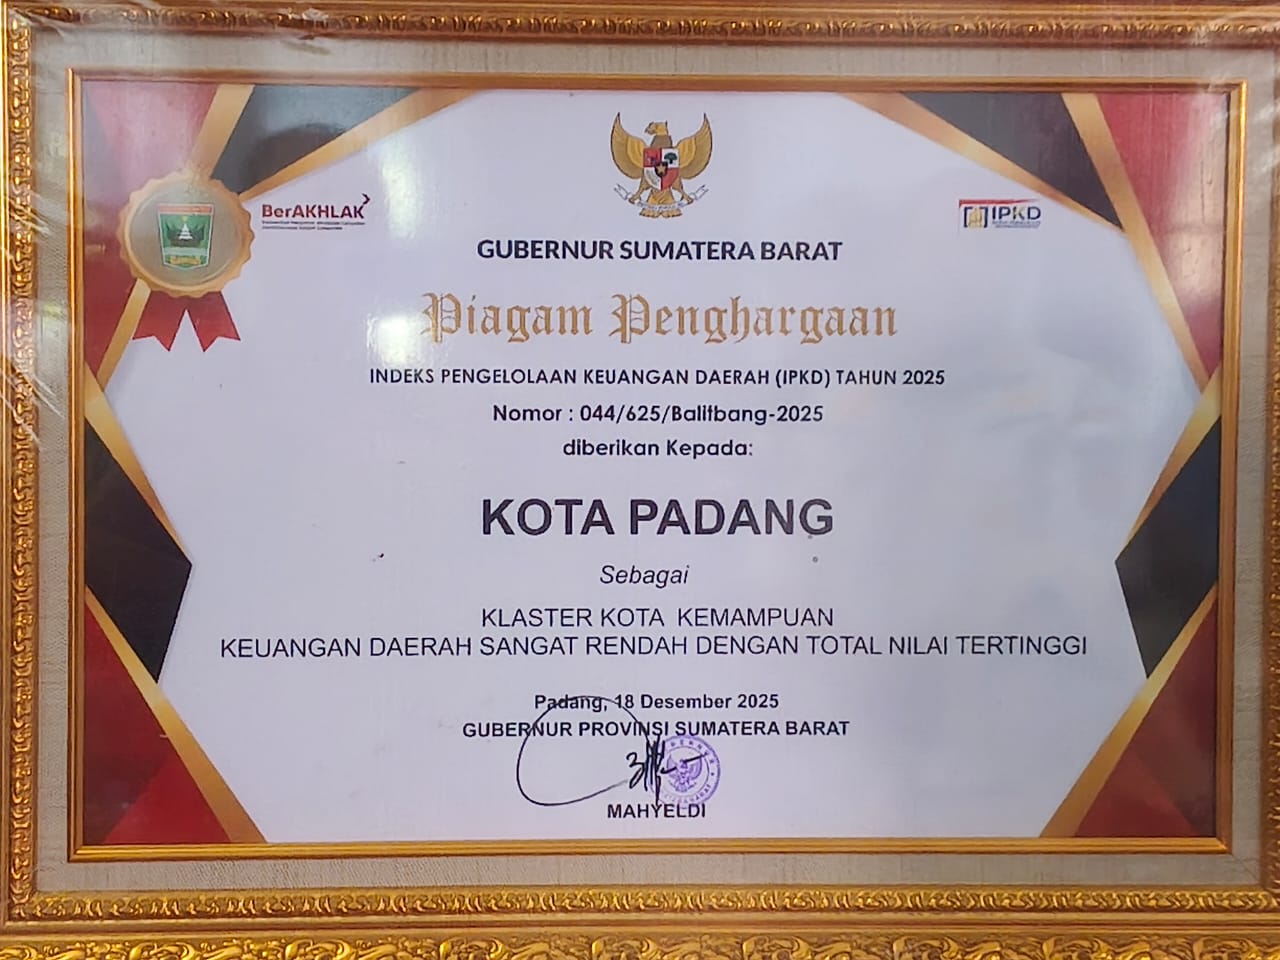 BerAKHLAK
IPKD
GUBERNUR SUMATERA BARAT
Piagam Penghargaan
INDEKS PENGELOLAAN KEUANGAN DAERAH (IPKD) TAHUN 2025
Nomor : 044/625/Balitbang-2025
diberikan Kepada:
KOTA PADANG
Sebagai
KLASTER KOTA KEMAMPUAN
KEUANGAN DAERAH SANGAT RENDAH DENGAN TOTAL NILAI TERTINGGI
Padang, 18 Desember 2025
GUBERNUR PROVINSI SUMATERA BARAT
MAHYELDI